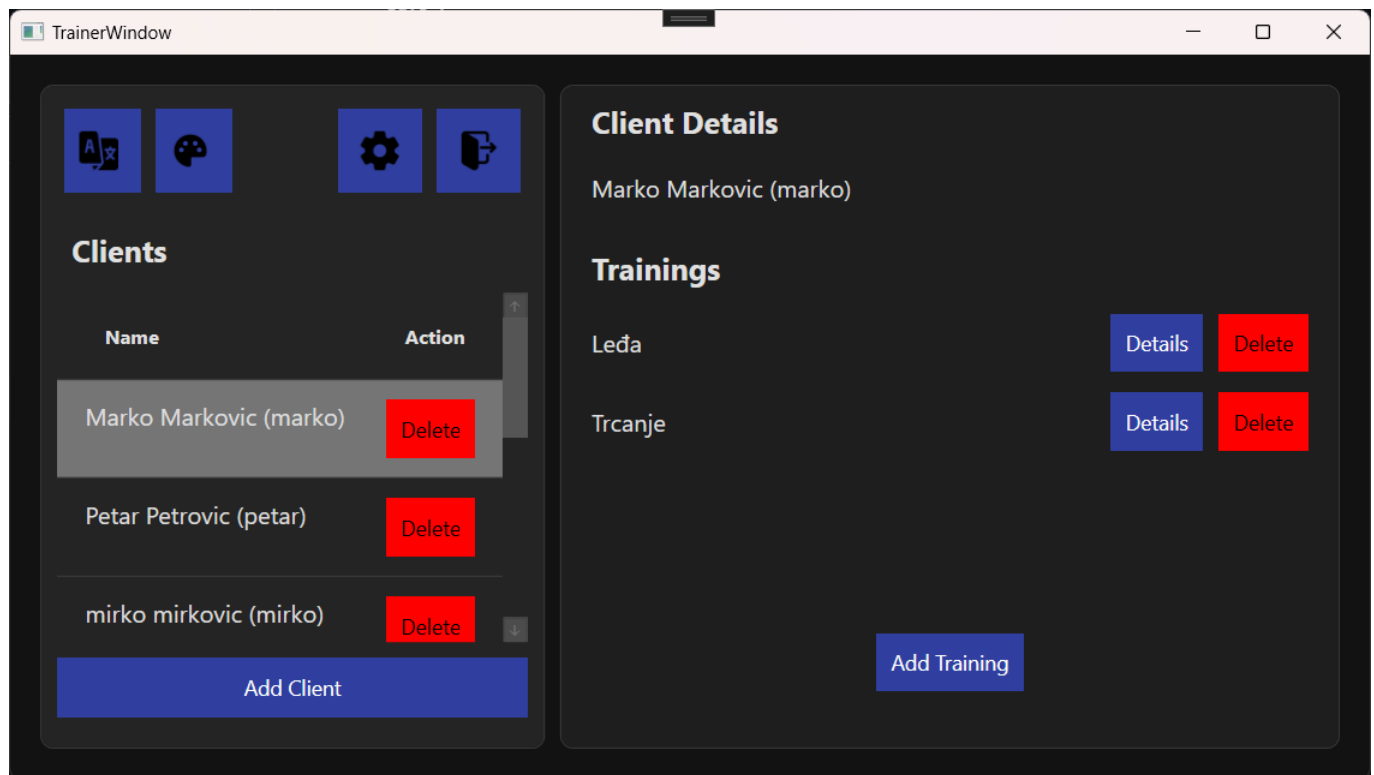 TrainerWindow
Clients
Name Action
Marko Markovic (marko) Delete
Petar Petrovic (petar) Delete
mirko mirkovic (mirko) Delete
Add Client
Client Details
Marko Markovic (marko)
Trainings
Leđa Details Delete
Trcanje Details Delete
Add Training